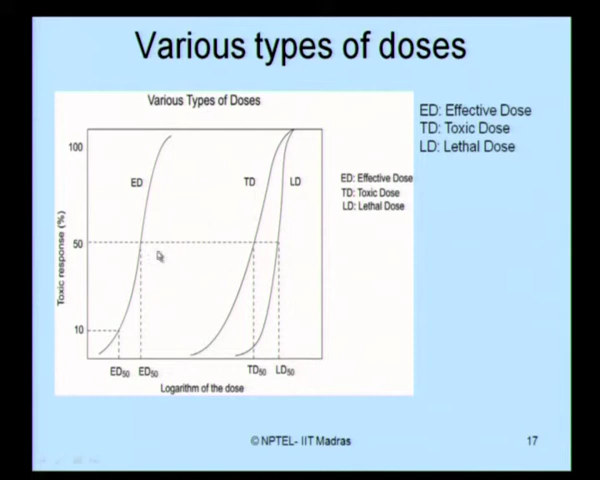 Various types of doses
Various Types of Doses
ED: Effective Dose
TD: Toxic Dose
LD: Lethal Dose
100
ED
TD
LD
ED: Effective Dose
TD: Toxic Dose
LD: Lethal Dose
50
Toxic response (%)
10
ED50 ED50 TD50 LD50
Logarithm of the dose
© NPTEL- IIT Madras
17